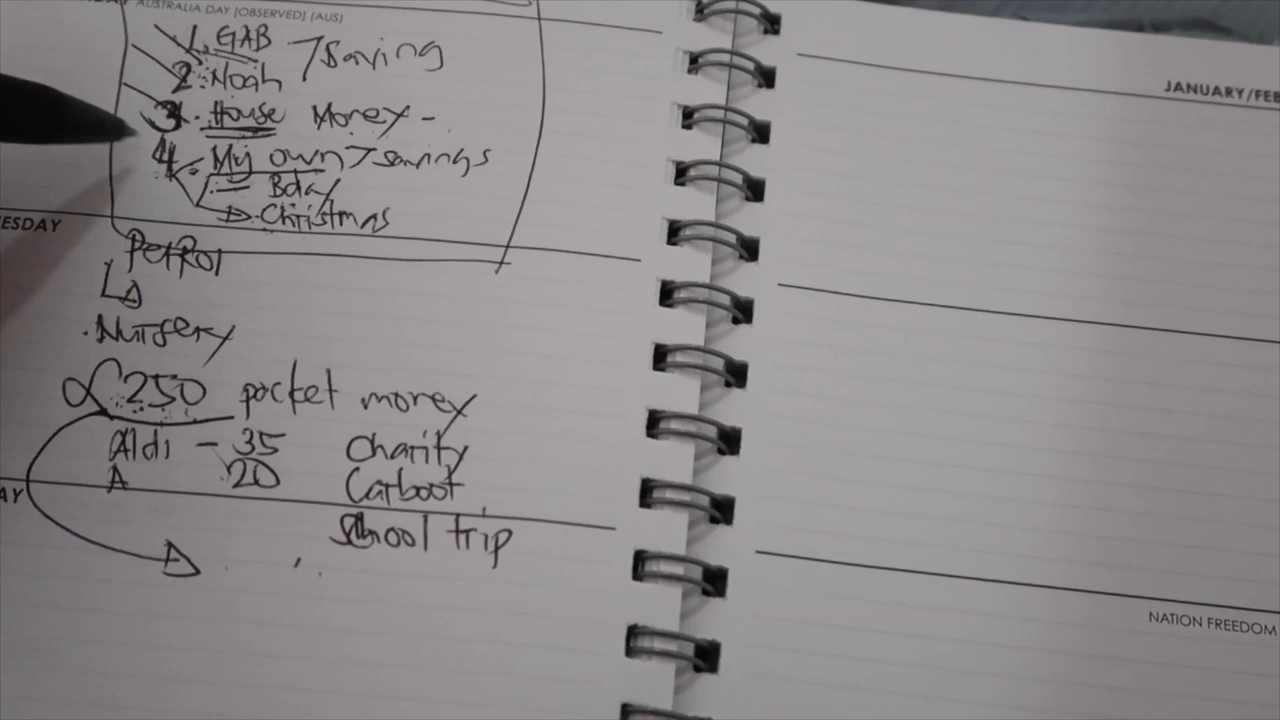 AUSTRALIA DAY [OBSERVED] (AUS)
1. GAB 7 Saving
2. Noah
3. House Money -
4. My own 7 savings
- Bday
Christmas
ESDAY
Petrol
Nursery
250 pocket money
Aldi - 35 Charity
A 20 Carboot
AY
School trip
JANUARY/FEB
NATION FREEDOM